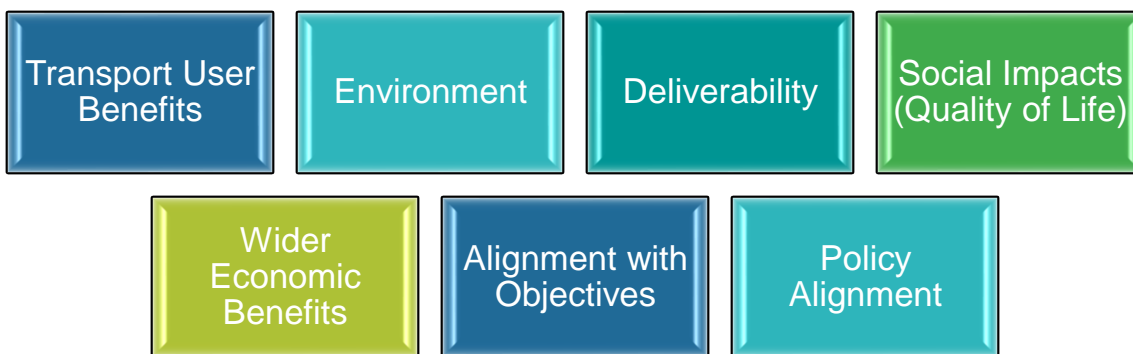 Transport User
Benefits
Environment
Deliverability
Social Impacts
(Quality of Life)
Wider
Economic
Benefits
Alignment with
Objectives
Policy
Alignment